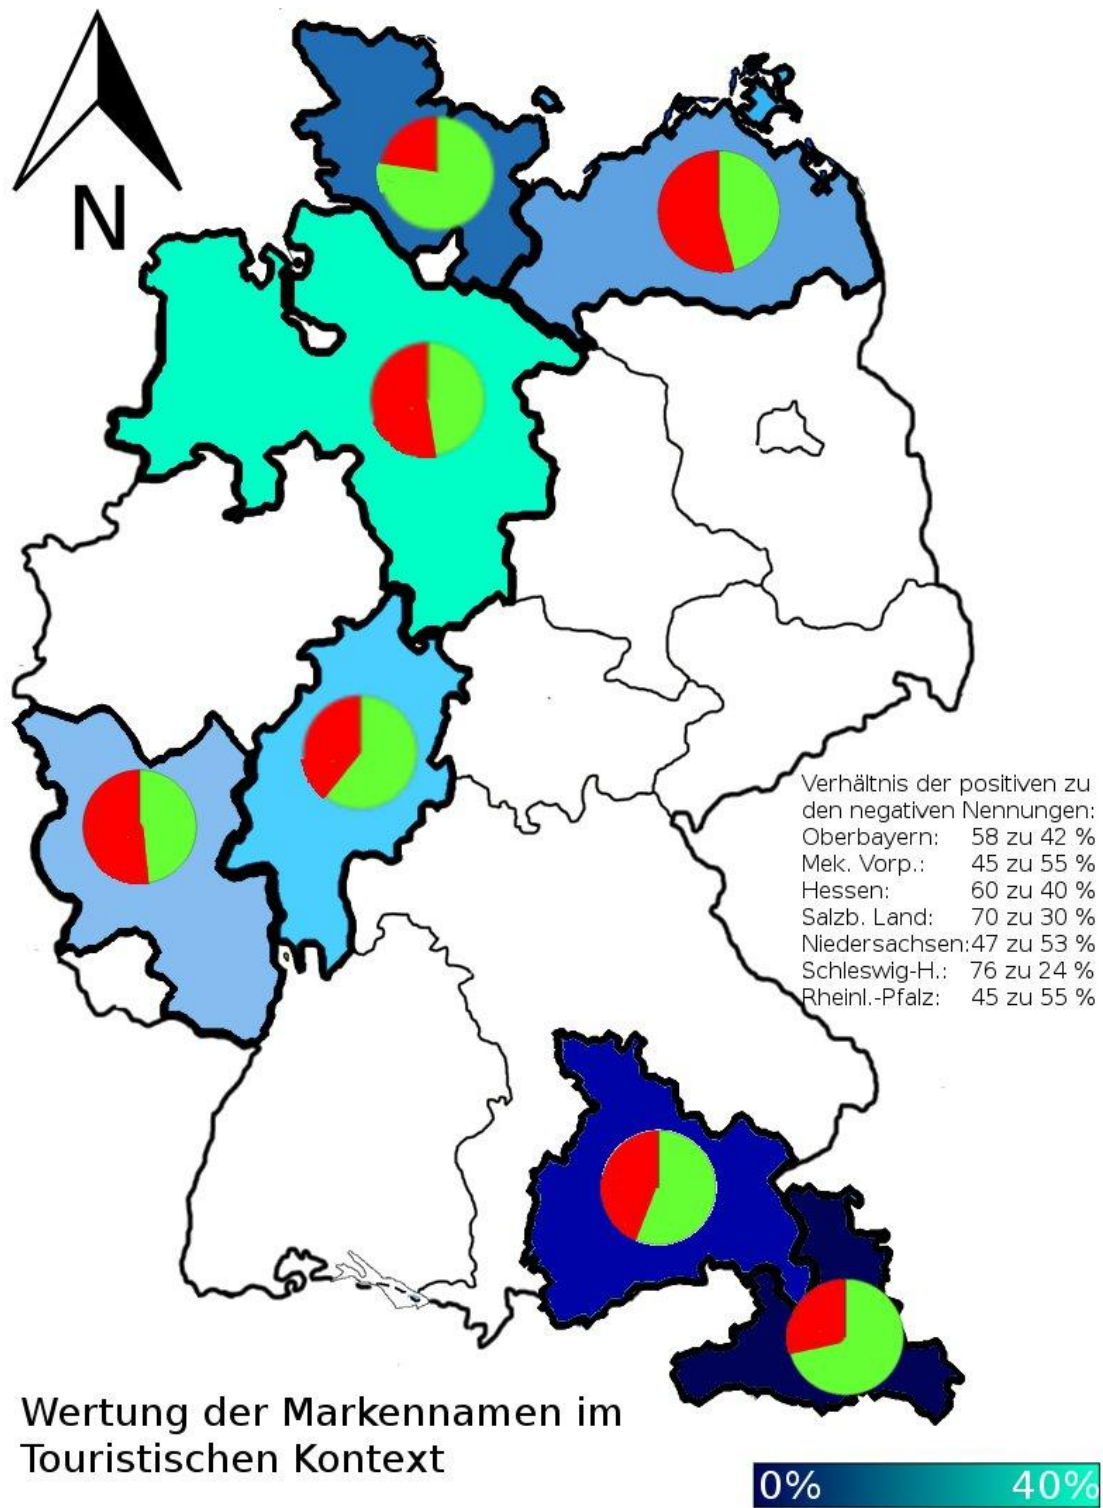 N
Verhältnis der positiven zu
den negativen Nennungen:
Oberbayern: 58 zu 42 %
Mek. Vorp.: 45 zu 55 %
Hessen: 60 zu 40 %
Salzb. Land: 70 zu 30 %
Niedersachsen: 47 zu 53 %
Schleswig-H.: 76 zu 24 %
Rheinl.-Pfalz: 45 zu 55 %
Wertung der Markennamen im
Touristischen Kontext
0% 40%